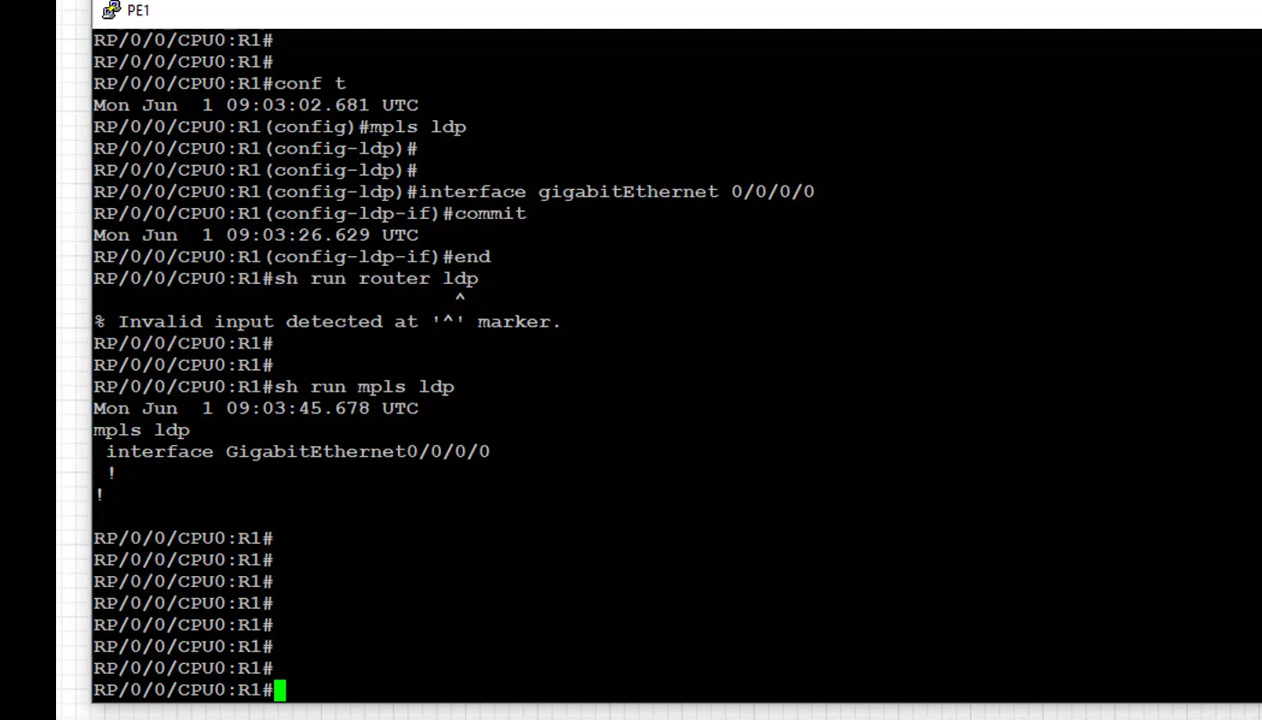 PE1
RP/0/0/CPU0:R1#
RP/0/0/CPU0:R1#
RP/0/0/CPU0:R1#conf t
Mon Jun  1 09:03:02.681 UTC
RP/0/0/CPU0:R1(config)#mpls ldp
RP/0/0/CPU0:R1(config-ldp)#
RP/0/0/CPU0:R1(config-ldp)#
RP/0/0/CPU0:R1(config-ldp)#interface gigabitEthernet 0/0/0/0
RP/0/0/CPU0:R1(config-ldp-if)#commit
Mon Jun  1 09:03:26.629 UTC
RP/0/0/CPU0:R1(config-ldp-if)#end
RP/0/0/CPU0:R1#sh run router ldp
^
% Invalid input detected at '^' marker.
RP/0/0/CPU0:R1#
RP/0/0/CPU0:R1#
RP/0/0/CPU0:R1#sh run mpls ldp
Mon Jun  1 09:03:45.678 UTC
mpls ldp
 interface GigabitEthernet0/0/0/0
 !
!
RP/0/0/CPU0:R1#
RP/0/0/CPU0:R1#
RP/0/0/CPU0:R1#
RP/0/0/CPU0:R1#
RP/0/0/CPU0:R1#
RP/0/0/CPU0:R1#
RP/0/0/CPU0:R1#
RP/0/0/CPU0:R1#